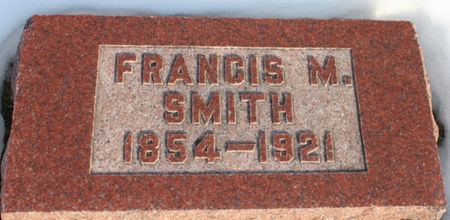 FRANCIS M.
SMITH
1854-1921